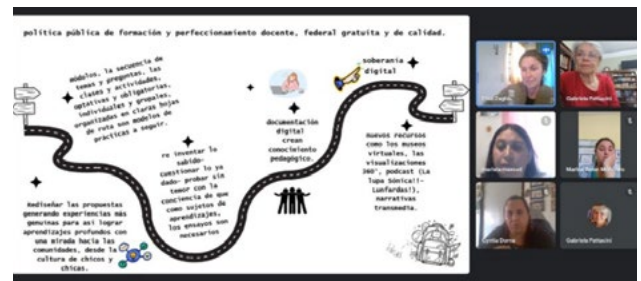 política pública de formación y perfeccionamiento docente, federal gratuita y de calidad.
módulos, la secuencia de
temas y preguntas, las
clases y actividades,
optativas y obligatorias,
individuales y grupales,
organizadas en claras hojas
de ruta son modelos de
prácticas a seguir.
Rediseñar las propuestas
generando experiencias más
genuinas para así lograr
aprendizajes profundos con
una mirada hacia las
comunidades, desde la
cultura de chicos y
chicas.
re inventar lo
sabido-
cuestionar lo ya
dado- probar sin
temor con la
conciencia de que
como sujetos de
aprendizajes,
los ensayos son
necesarios
documentación
digital
crean
conocimiento
pedagógico.
soberanía
digital
nuevos recursos
como los museos
virtuales, las
visualizaciones
360°, podcast (La
lupa Sónica!!-
Lunfardas!),
narrativas
transmedia.
Gabriela Pattacini
Cyntia Dorce
Gabriela Pattacini